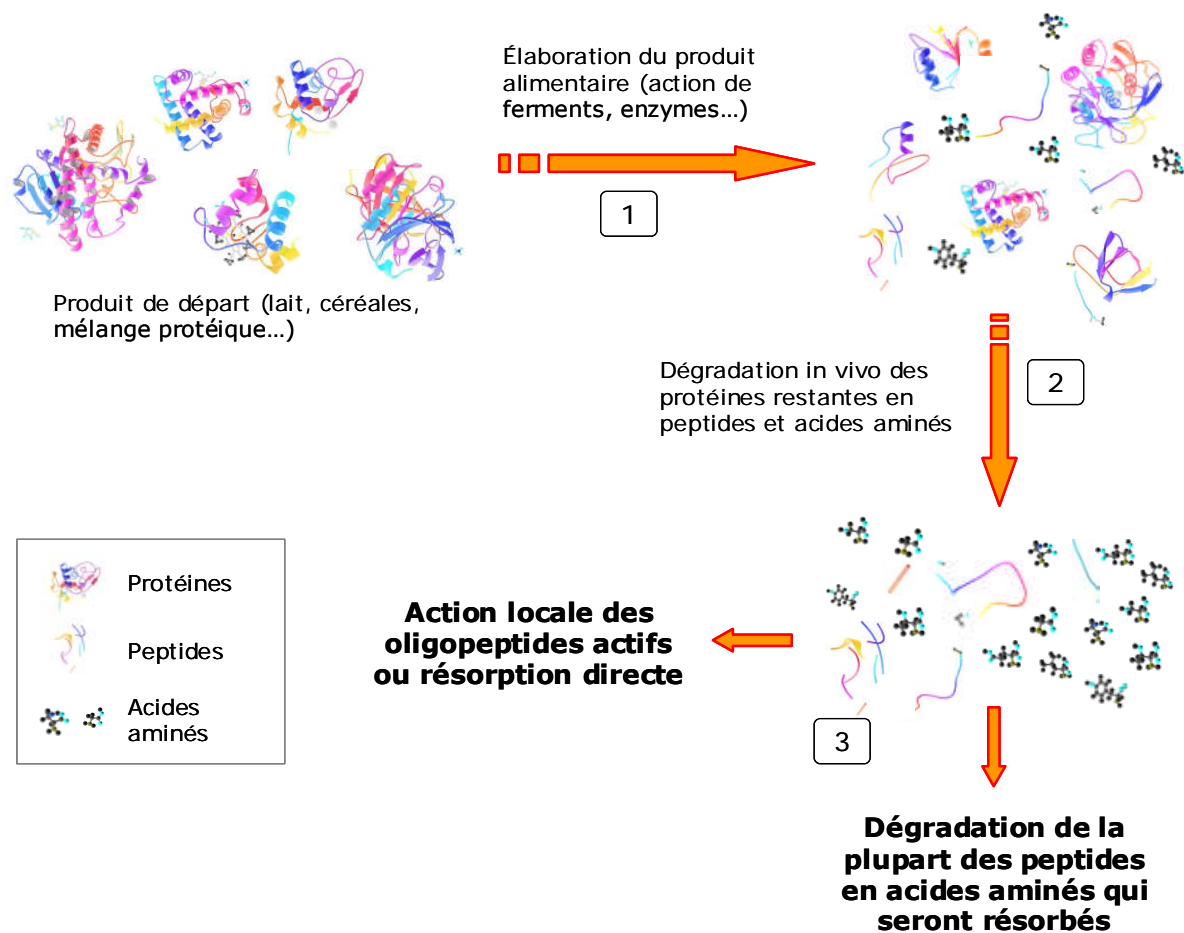 Élaboration du produit
alimentaire (action de
ferments, enzymes...)
1
Produit de départ (lait, céréales,
mélange protéique...)
Dégradation in vivo des
protéines restantes en
peptides et acides aminés
2
Protéines
Peptides
Acides
aminés
Action locale des
oligopeptides actifs
ou résorption directe
3
Dégradation de la
plupart des peptides
en acides aminés qui
seront résorbés